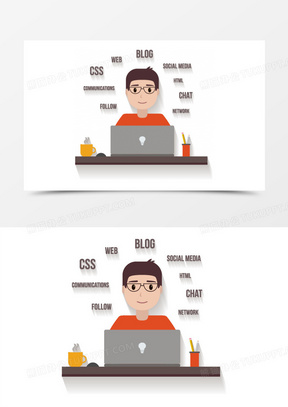 BLOG
WEB
SOCIAL MEDIA
CSS
HTML
COMMUNICATIONS
CHAT
FOLLOW
NETWORK
BLOG
WEB
SOCIAL MEDIA
CSS
HTML
COMMUNICATIONS
CHAT
FOLLOW
NETWORK